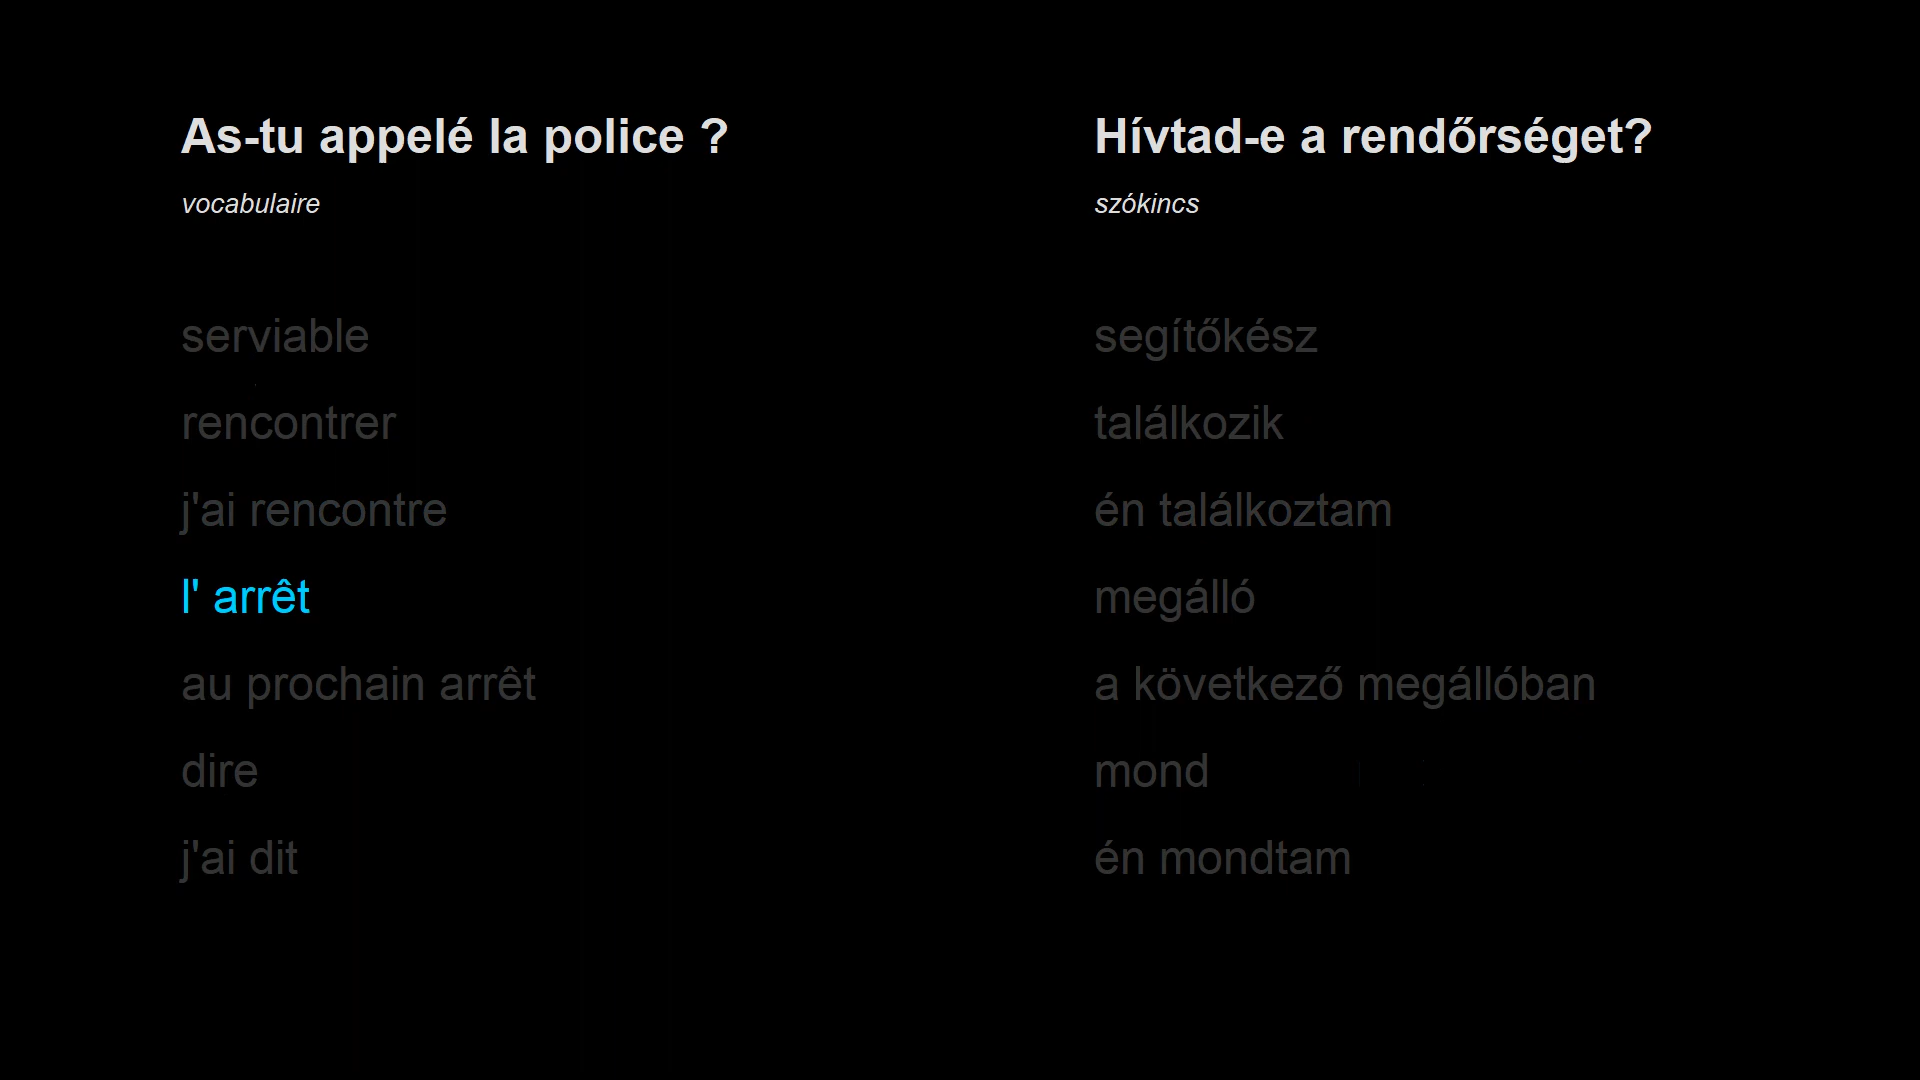 As-tu appelé la police ?
vocabulaire
serviable
rencontrer
j'ai rencontre
l' arrêt
au prochain arrêt
dire
j'ai dit
Hívtad-e a rendőrséget?
szókincs
segítőkész
találkozik
én találkoztam
megálló
a következő megállóban
mond
én mondtam